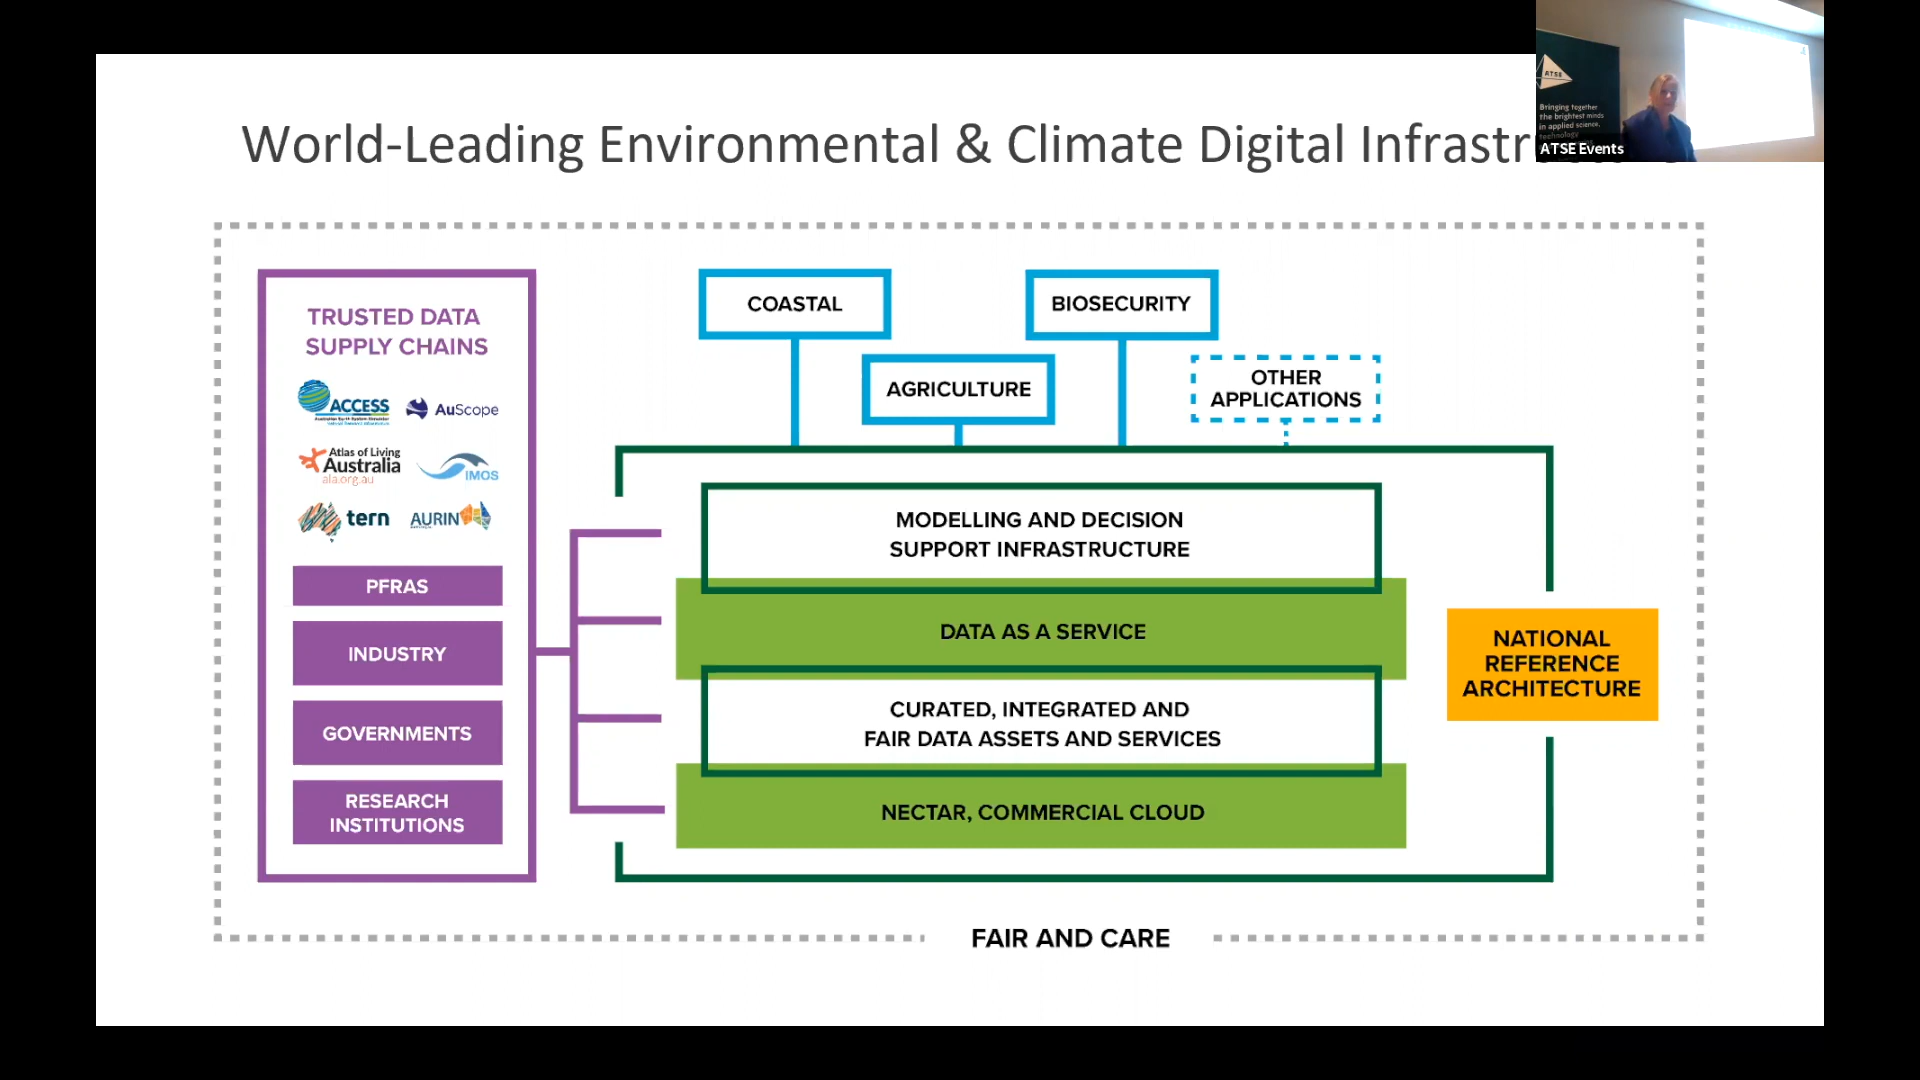 World-Leading Environmental & Climate Digital
ATSE
Bringing together
the brightest minds
in applied science,
technology
ATSE Events
TRUSTED DATA
SUPPLY CHAINS
ACCESS
AuScope
Atlas of Living
Australia
ala.org.au
IMOS
tern
AURIN
PFRAS
INDUSTRY
GOVERNMENTS
RESEARCH
INSTITUTIONS
COASTAL
BIOSECURITY
AGRICULTURE
OTHER
APPLICATIONS
MODELLING AND DECISION
SUPPORT INFRASTRUCTURE
DATA AS A SERVICE
CURATED, INTEGRATED AND
FAIR DATA ASSETS AND SERVICES
NECTAR, COMMERCIAL CLOUD
NATIONAL
REFERENCE
ARCHITECTURE
FAIR AND CARE